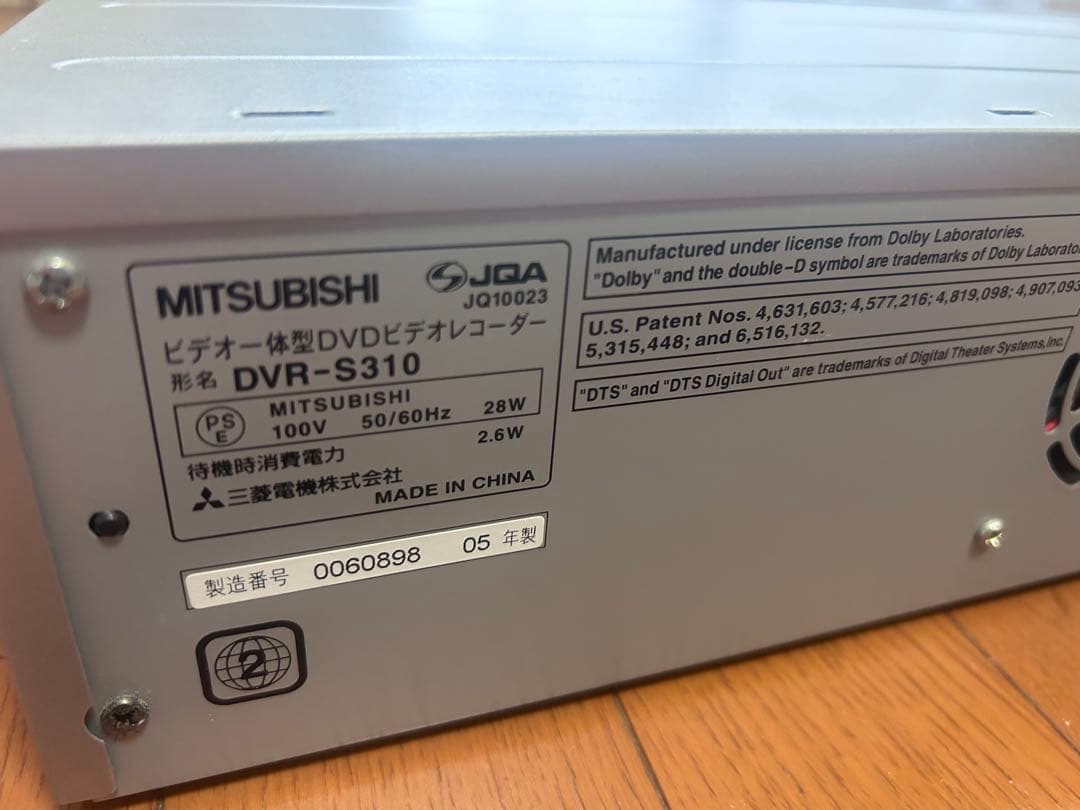 MITSUBISHI
JQA
JQ10023
ビデオ一体型DVDビデオレコーダー
形名 DVR-S310
PS
E
MITSUBISHI
100V 50/60Hz 28W
待機時消費電力 2.6W
三菱電機株式会社
MADE IN CHINA
製造番号 0060898 05 年製
2
Manufactured under license from Dolby Laboratories.
"Dolby" and the double-D symbol are trademarks of Dolby
U.S. Patent Nos. 4,631,603; 4,577,216; 4,819,098; 4,907,093
5,315,448; and 6,516,132.
"DTS" and "DTS Digital Out" are trademarks of Digital Theater Systems, Inc.